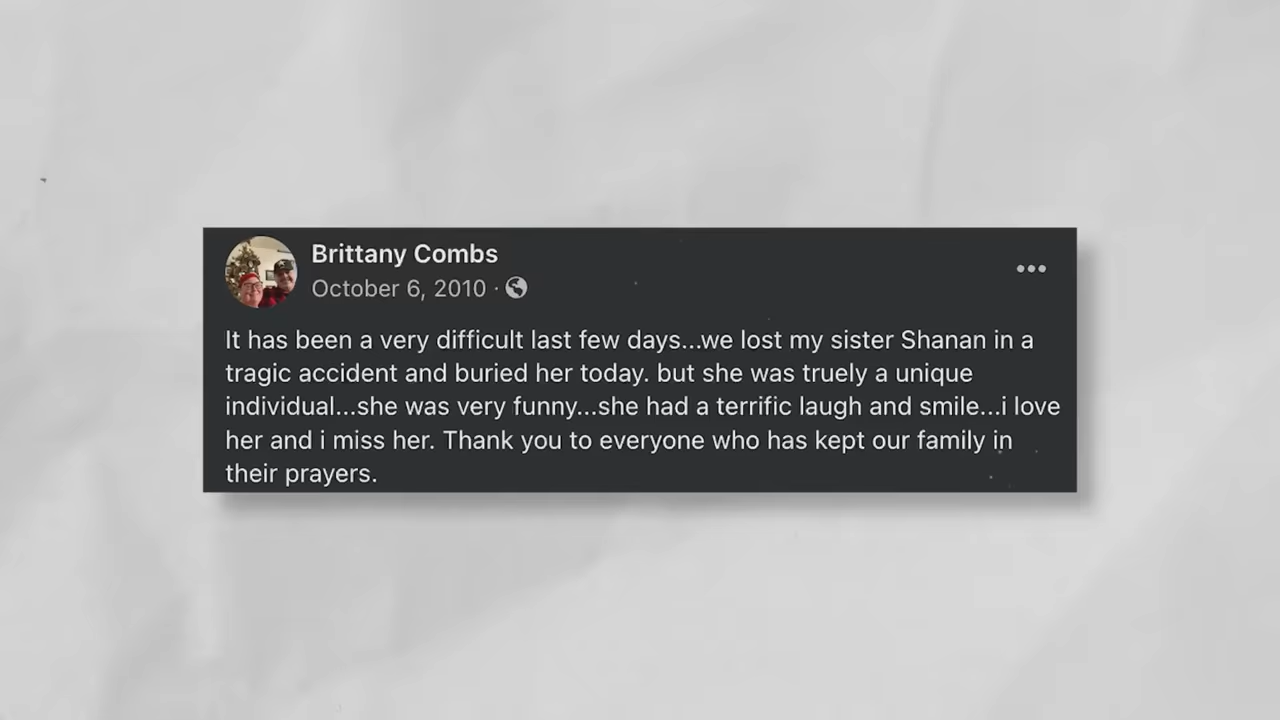 Brittany Combs
October 6, 2010 ·
It has been a very difficult last few days...we lost my sister Shanan in a
tragic accident and buried her today. but she was truely a unique
individual...she was very funny...she had a terrific laugh and smile...i love
her and i miss her. Thank you to everyone who has kept our family in
their prayers.